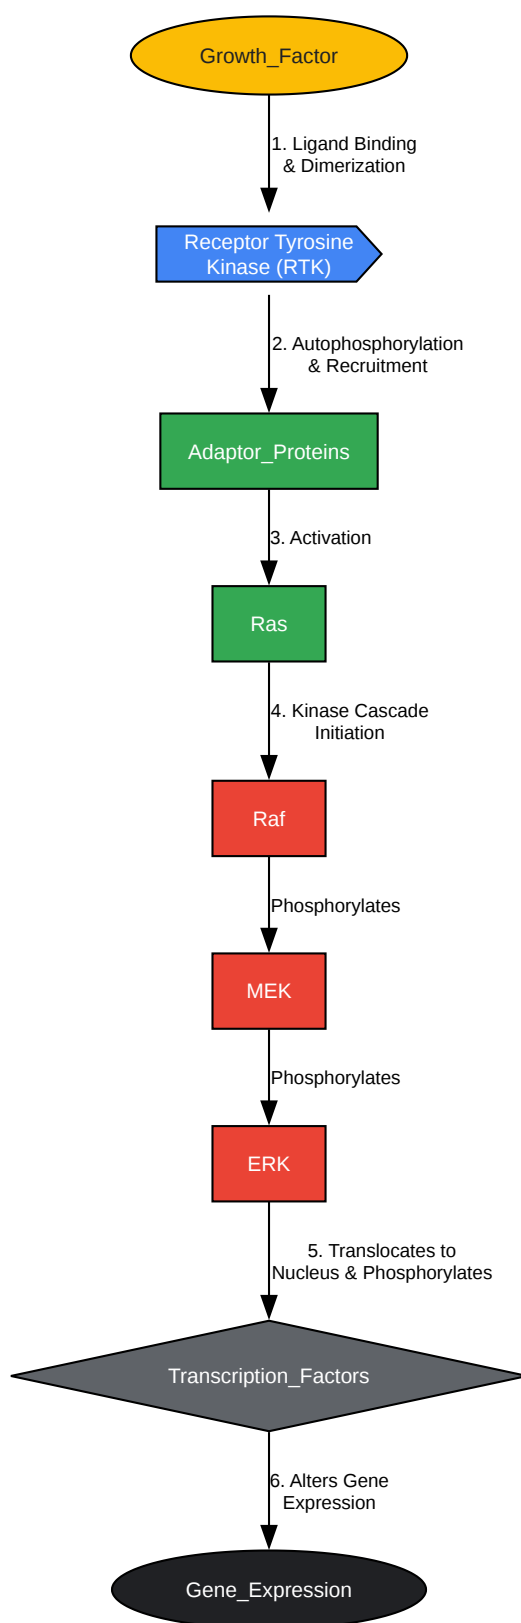 Growth_Factor
1. Ligand Binding
& Dimerization
Receptor Tyrosine
Kinase (RTK)
2. Autophosphorylation
& Recruitment
Adaptor_Proteins
3. Activation
Ras
4. Kinase Cascade
Initiation
Raf
Phosphorylates
MEK
Phosphorylates
ERK
5. Translocates to
Nucleus & Phosphorylates
Transcription_Factors
6. Alters Gene
Expression
Gene_Expression